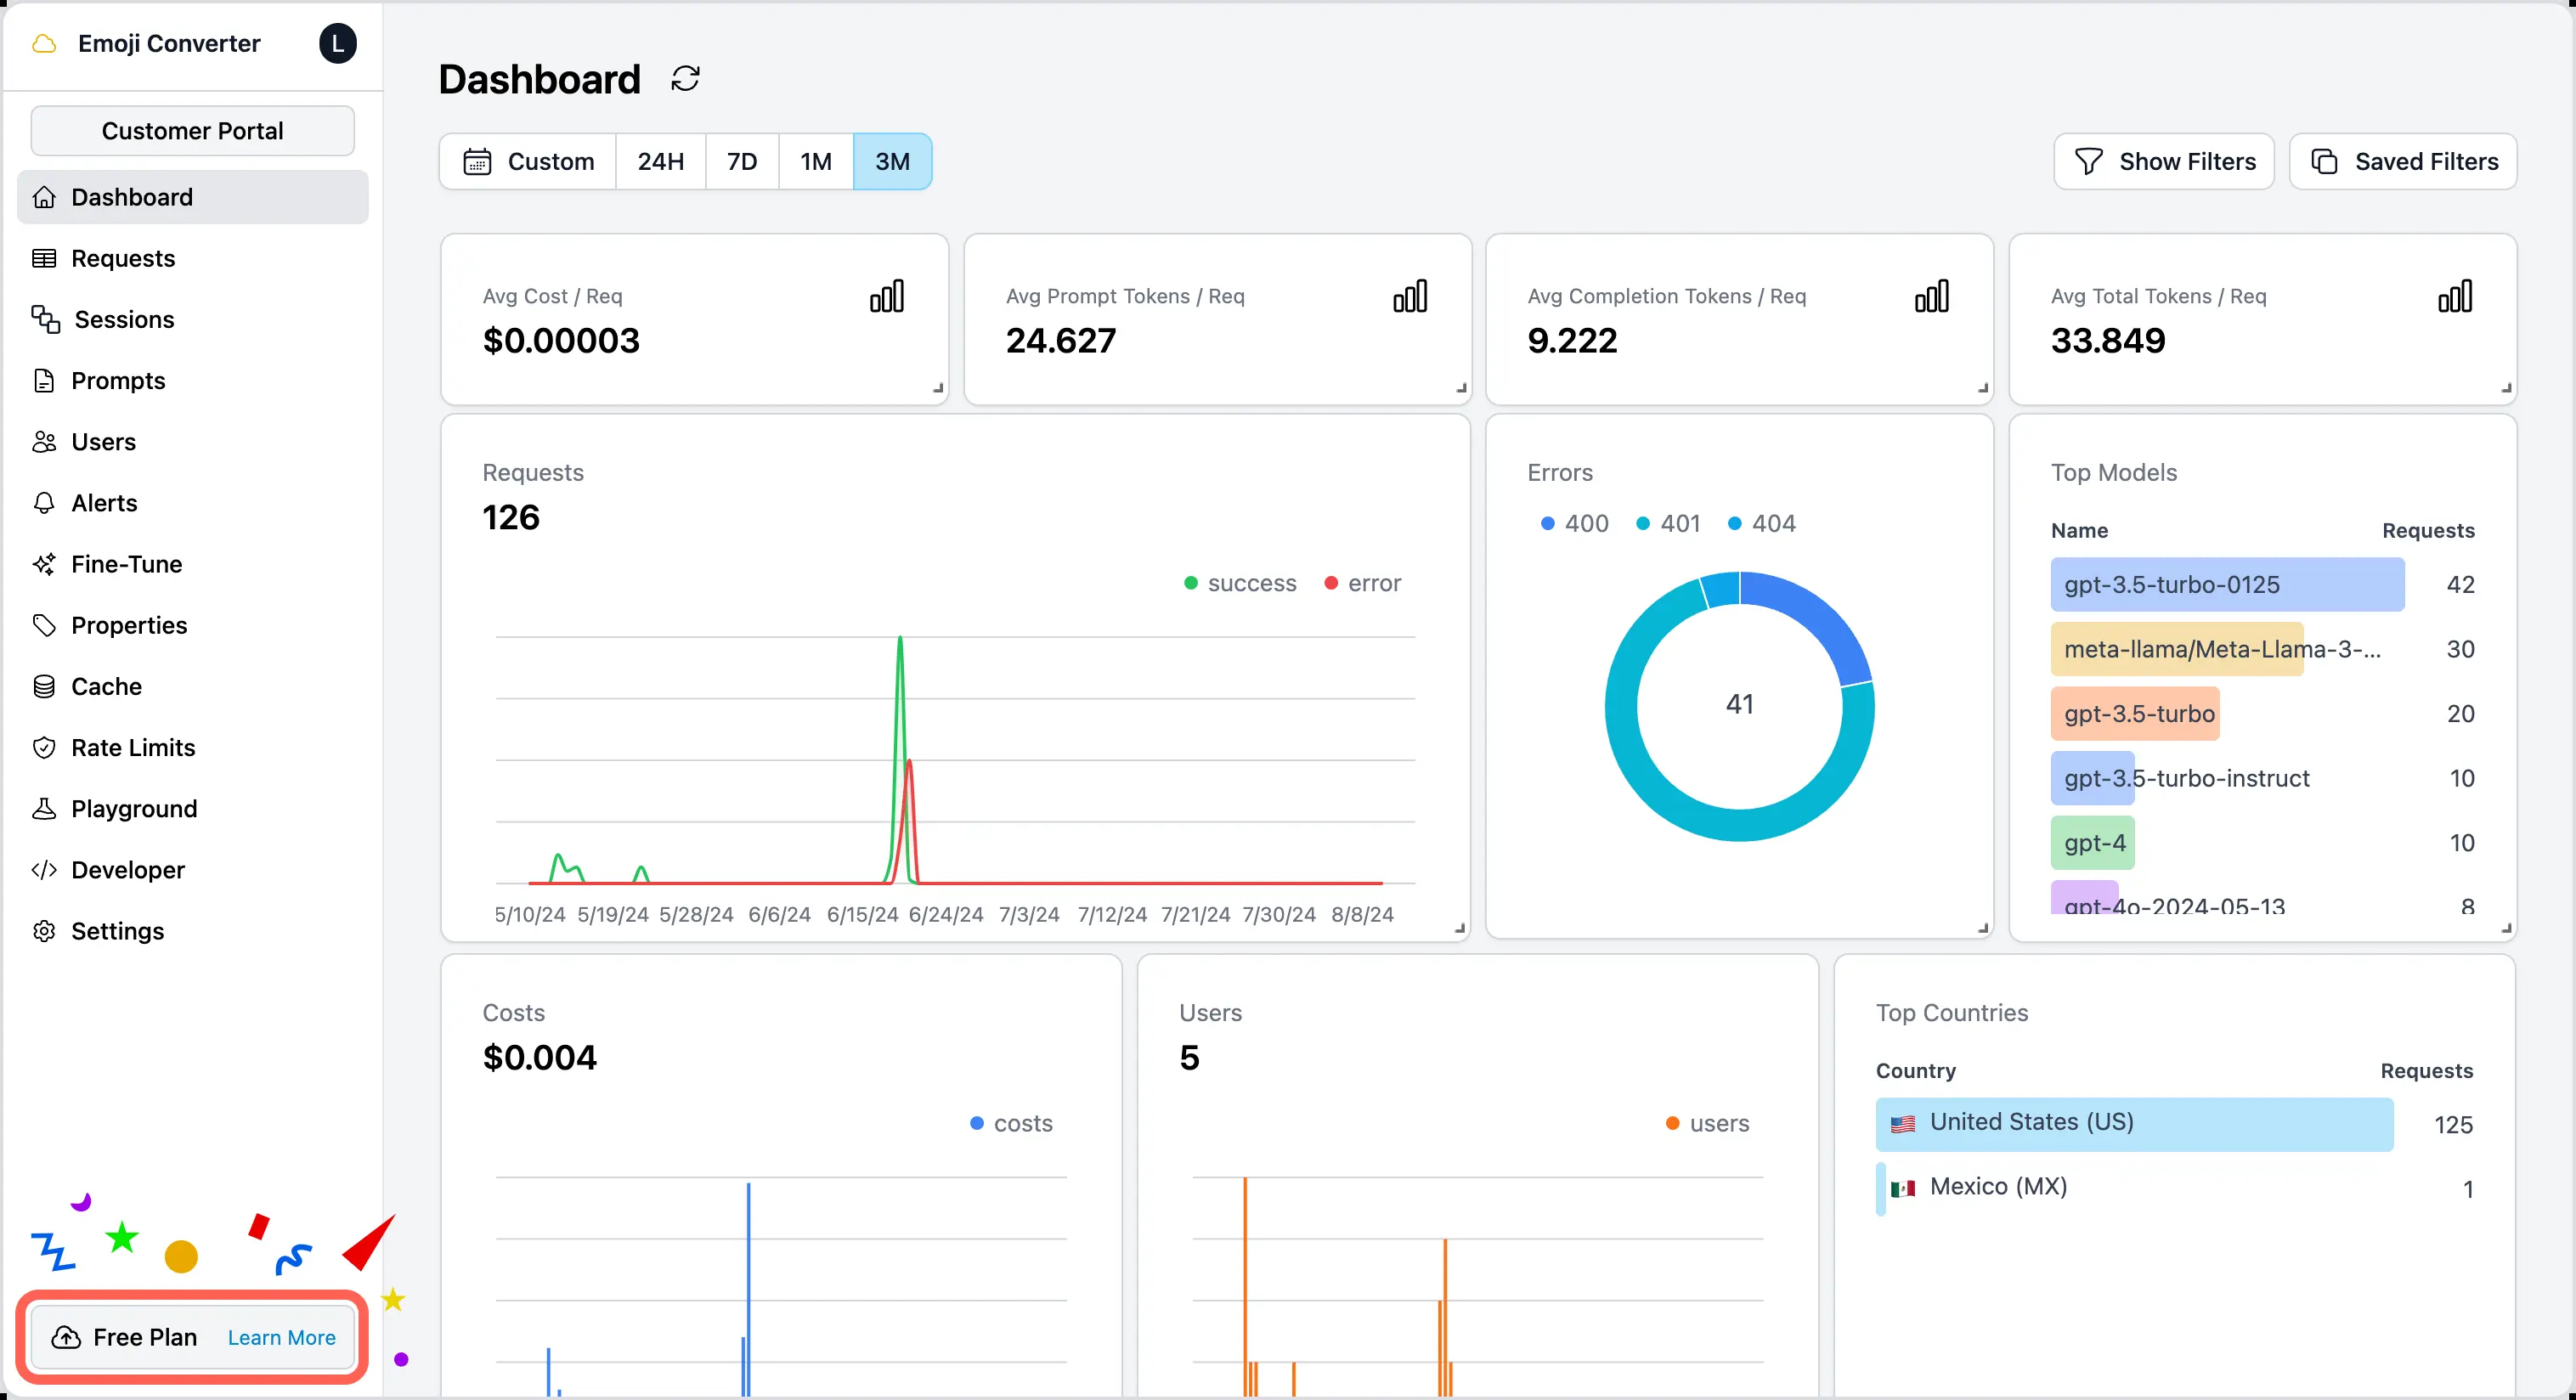 Emoji Converter L
Customer Portal
Dashboard
Requests
Sessions
Prompts
Users
Alerts
Fine-Tune
Properties
Cache
Rate Limits
Playground
Developer
Settings
Free Plan Learn More
Dashboard
Custom 24H 7D 1M 3M
Show Filters Saved Filters
Avg Cost / Req
$0.00003
Avg Prompt Tokens / Req
24.627
Avg Completion Tokens / Req
9.222
Avg Total Tokens / Req
33.849
Requests
126
success error
5/10/24 5/19/24 5/28/24 6/6/24 6/15/24 6/24/24 7/3/24 7/12/24 7/21/24 7/30/24 8/8/24
Errors
400 401 404
41
Top Models
Name Requests
gpt-3.5-turbo-0125 42
meta-llama/Meta-Llama-3-... 30
gpt-3.5-turbo 20
gpt-3.5-turbo-instruct 10
gpt-4 10
gpt-4o-2024-05-13 8
Costs
$0.004
costs
Users
5
users
Top Countries
Country Requests
United States (US) 125
Mexico (MX) 1